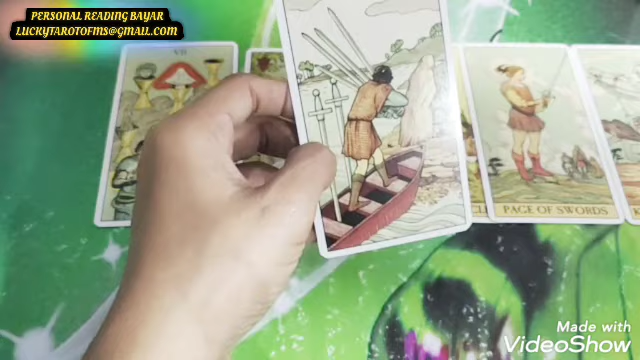 PERSONAL READING BAYAR
LUCKYTAROTOFMS@GMAIL.COM
VII
PAGE OF SWORDS
Made with
VideoShow